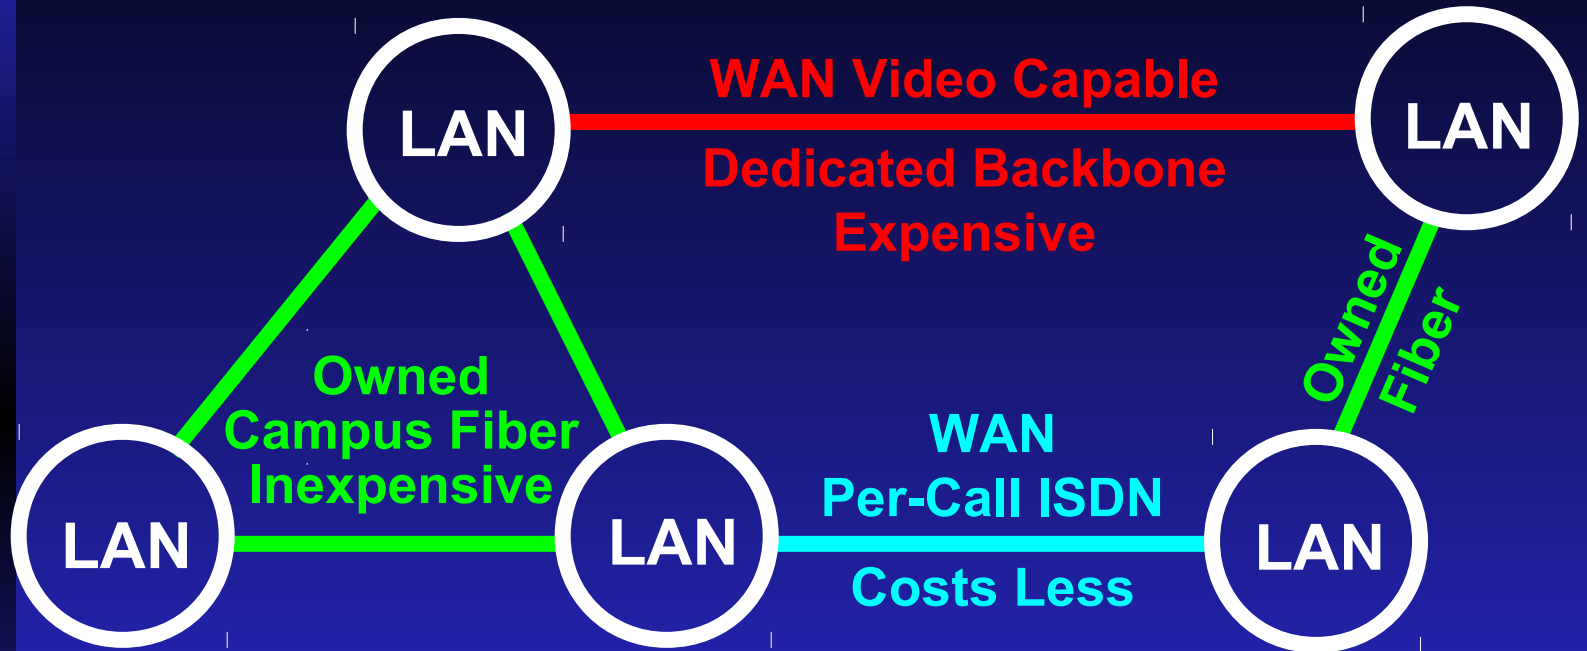 LAN
WAN Video Capable
LAN
Dedicated Backbone
Expensive
Owned
Fiber
Owned
Campus Fiber
Inexpensive
WAN
Per-Call ISDN
LAN
LAN
LAN
Costs Less